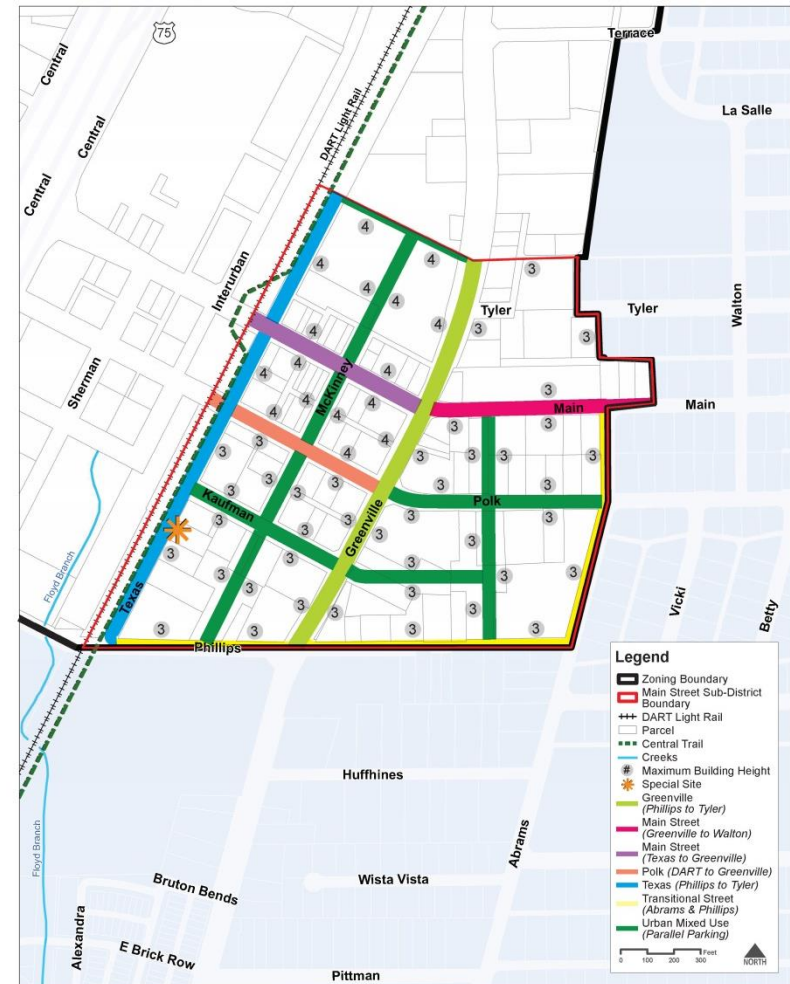 Terrace
75
Central
DART Light Rail
Central
La Salle
Central
4
Interurban
4
4
3
4
4
4
4
3
Tyler
Tyler
Walton
4
3
4
McKinney
Sherman
4
4
4
3
4
4
4
Main
Main
4
4
3
3
3
4
3
3
3
3
3
3
3
3
3
3
Kaufman
3
Polk
3
3
3
3
Greenville
3
3
Floyd Branch
3
3
3
3
3
3
3
3
Texas
3
3
3
3
3
3
3
Vicki
Betty
Phillips
Legend
Zoning Boundary
Main Street Sub-District
Boundary
DART Light Rail
Parcel
Central Trail
Creeks
# Maximum Building Height
Special Site
Greenville
(Phillips to Tyler)
Main Street
(Greenville to Walton)
Main Street
(Texas to Greenville)
Polk (DART to Greenville)
Texas (Phillips to Tyler)
Transitional Street
(Abrams & Phillips)
Urban Mixed Use
(Parallel Parking)
Feet
0 100 200 300
NORTH
Huffhines
Floyd Branch
Abrams
Wista Vista
Bruton Bends
Alexandra
E Brick Row
Pittman